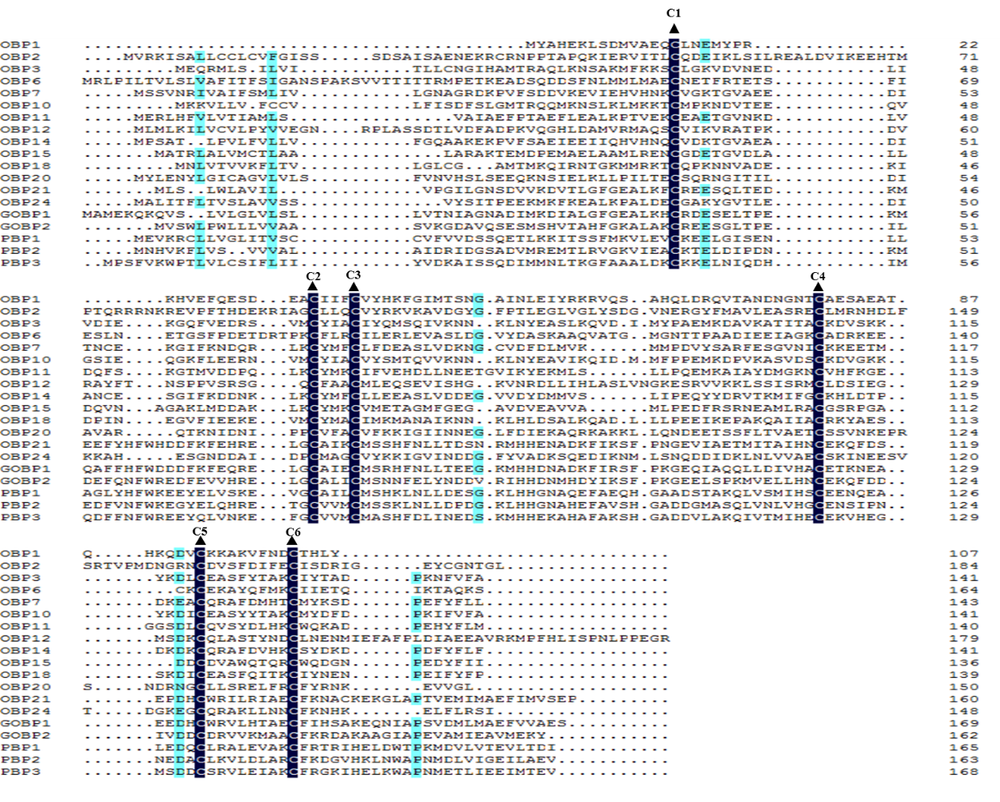 C1
OBP1 ......................................................MYAHEKLSDMVAEQCLNEMYPR............... 22
OBP2 ....MVRKISALLCCLCVFGISS.....SDSAISAENEKRCRNPPTAPQKIERVITLCQDEIKLSILREALDVIKEEHTM 71
OBP3 .........MEQRMLS.ILVI...........TLLCNGIHAMTRAQLKNSAKMFKKSCLGKVDVNED...........LI 48
OBP6 MRLPILTVLSLVAFITFSIGANSPAKSVVTTITTRMPETKEADSQDDSFNLMMLMAECNETFRTETS...........FI 69
OBP7 .....MSSVNRIVAIFSMLIV...........LGNAGRDKPVFSDDVKEVIEHVHNKCVGKTGVAEE...........DI 53
OBP10 .........MKKVLLV.FCCV...........LFISDFSLGMTRQQMKNSLKLMKKTCMPKNDVTEE...........QV 48
OBP11 .....MERLHFVLVTIAMLS................VAIAEFPTAEFLEALKPTVEKCEAETGVNKD...........LV 48
OBP12 ....MLMLKILVCVLPYVVEGN....RPLASSDTLVDFADPKVQGHLDAMVRMAQSCVIKVRATPK............DV 60
OBP14 .....MPSAT..LPVLFVLLV...........FGQAAKEKPVFSAEIEEIIQHVHNQCVDKTGVAEA...........DI 51
OBP15 .......MATRLALVMCTLAA..............LARAKTEMDPEMAELAAMLRENCGDETGVDLA...........LL 48
OBP18 .........MNLVTVVKFLTV...........LGLCG...AMTMKQIRNTGKMMRKTCQPKNNVADE...........KI 46
OBP20 ....MYLENYLGICAGVLVLS...........FVNVHSLSEEQKNSIELKLLPILTECSQRNGITIL...........DI 54
OBP21 .......MLS..LWLAVIL..............VPGILGNSDVVKDVTLGFGEALKFCREESQLTED...........KM 46
OBP24 .....MALITFLTVSLAVVSS..............VYSITPEEKMKFKEALKPALDECGAKYGVTLE...........DI 50
GOBP1 MAMEKQKQVS..LVLGLVLSL...........LVTNIAGNADIMKDIALGFGEALKHCRDESELTPE...........KM 56
GOBP2 .........MVSWLPWLLLVVAA.........SVKGDAVQSESMSHVTAHFGKALAKCREESGLTPE...........IL 51
PBP1 .....MEVKRCLLVGLITVSC...........CVFVVDSSQETLKKITSSFMKVLEVCKEELGISEN...........LL 53
PBP2 .....MNHVKFLVS..VVVAL...........AIDRIDGSADVMREMTLRVGKVIEACKTELDIPDN...........KM 51
PBP3 ..MPSFVKWPTLVLCSIFLII...........YVDKAISSQDIMMNLTKGFAAALDKCKKELNIQDH...........IM 56
C2 C3 C4
OBP1 ........KHVEFQESD...EACIIFCVYHKFGIMTSNG.AINLEIYRKRVQS..AHQLDRQVTANDNGNTCAESAEAT. 87
OBP2 PTQRRRNKREVPFTHDEKRIAGCLLQCVYRKVKAVDGYG.FPTLEGLVGLYSDG.VNERGYFMAVLEASRECLMRNHDLF 149
OBP3 VDIE....KGQFVEDRS..VMCYIACIYQMSQIVKNN..KLNYEASLKQVD.I.MYPAEMKDAVKATITACKDVSKK.. 115
OBP6 ESLN...ETGSFPDETDRTPKCFLRCILERLEVASLDG.VYDASKAAQVATG..MGNTTPAADIEEIAGKCADRKEE.. 140
OBP7 TNCE....KGIFKNDQR...LKCYMFCLFDEASLVDKNG.CVDFDLMVK.....MMPDVYSARFESGVNICKKEETM.. 117
OBP10 GSIE....QGKFLEERN...VMCYIACVYSMTQVVKNN..KLNYEAVIKQID.M.MFPPEMKDPVKASVDSCKDVGKK.. 115
OBP11 DQFS....KGTMVDDPQ...LKCYMKCIFVEHDLLNEETGVIKYEKMLS......LLPQEMKAIAYDMGKNCVHFKGE.. 113
OBP12 RAYFT...NSPPVSRSG....QCFAACMLEQSEVISHG..KVNRDLLIHLASLVNGKESRVVKKLSSISRMCLDSIEG.. 129
OBP14 ANCE....SGIFKDDNK...LKCYMFCLLEEASLVDDEG.VVDYDMMVS......LIPEQYYDRVTKMIFGCKHLDTP.. 115
OBP15 DQVN...AGAKLMDDAK...LKCYMKCVMETAGMFGEG..AVDVEAVVA......MLPEDFRSRNEAMLRACGSRPGA.. 112
OBP18 DPIN....EGVFIEEKE...VMCYMACIMKMANAIKNN..KLHLDSALKQAD.L.LLPEEIKEPAKQAIIACRKYAES.. 113
OBP20 AVAR.....QTKNIDNI...PPCVFACVFKKIGIINNEG.LFDIEKAQRKAKKL.LQNDEETSSFLTVAETCSSVNKEPR 124
OBP21 EEFYHFWHDDFKFEHRE...LGCAIKCMSSHFNLLTDSN.RMHHENADKFIKSF.PNGEVIAETMITAIHNCEKQFDS.. 119
OBP24 KKAH.....ESGNDDAI...DPCMAGCVYKKIGVINDDG.FYVADKSQEDIKNM.LSNQDDIDKLNLVVAECSKINEESV 120
GOBP1 QAFFHFWDDDFKFEQRE...LGCAIECMSRHFNLLTEEG.KMHHDNADKFIRSF.PKGEQIAQQLLDIVHACETKNEA.. 129
GOBP2 DEFQNFWREDFEVVHRE...LGCALICMSNNFELYNDDV.RIHHDNMHDYIKSF.PKGEELSPKMVELLHNCEKQFDD.. 124
PBP1 AGLYHFWKEEYELVSKE...VGCAILCMSHKLNLLDESG.KLHHGNAQEFAEQH.GAADSTAKQLVSMIHSCEENQEA.. 126
PBP2 EDFVNFWKEGYELQHRE...TGCVVMCMSSKLNLLDPDG.KLHHGNAHEFAVSH.GADDGMASQLVNLVHGCENSIPN.. 124
PBP3 QDFFNFWREEYQLVNKE...FGCVVMCMASHFDLINEDS.KMHHEKAHAFAKSH.GADDVLAKQIVTMIHECEKVHEG.. 129
C5 C6
OBP1 Q.....HKQDVCKKAKVFNDCTHLY................................ 107
OBP2 SRTVPMDNGRNCDVSFDIFECISDRIG......EYCGNTGL................ 184
OBP3 .......YKDLCEASFYTAKCIYTAD.......PKNFVFA.................. 141
OBP6 .........CKCEKAYQFMKCIIETQ.......IKTAQKS.................. 164
OBP7 .......DKEACQRAFDMHTCMYKSD.......PEFYFLL.................. 143
OBP10 .......YKDICEASYYTAKCMYDFD.......PKIFVFA.................. 141
OBP11 ......GGSDLCQVSYDLHKCWQKAD.......PEHYFLM.................. 140
OBP12 .......MSDKCQLASTYNDCLNENMIEFAFPLDIAEEAVRKMPFHLISPNLPPEGR 179
OBP14 .......DKDKCQRAFDVHKCSYDKD.......PDFYFLF.................. 141
OBP15 .........DDCDVAWQTQRCWQDGN.......PEDYFII.................. 136
OBP18 .......SKDICEASFQITKCIYNEN.......PEIFYFP.................. 139
OBP20 S.....NDRNGCLLSRELFRCFYRNK.......EVVGL................... 150
OBP21 .......EPDHCWRILRIAECFKNACKEKGLAPTVEMIMAEFIMVSEP......... 160
OBP24 T.....DGKEGCQRAKLLNNCFKNHK.......ELFLRSI................. 148
GOBP1 .......EEDHCWRVLHTAECFIHSAKEQNIAPSVDMLMAEFVVAES.......... 169
GOBP2 .......IVDDCDRVVKMAACFKRDAKAAGIAPEVAMIEAVMEKY............ 162
PBP1 .......LEDQCLRALEVAKCFRTRIHELDWTPKMDVLVTEVLTDI........... 165
PBP2 .......NEDACLKVLDLARCFKDGVHKLNWAPNMDLVIGEILAEV........... 163
PBP3 .......MSDDCSRVLEIAKCFRGKIHELKWAPNMETLIEEIMTEV........... 168